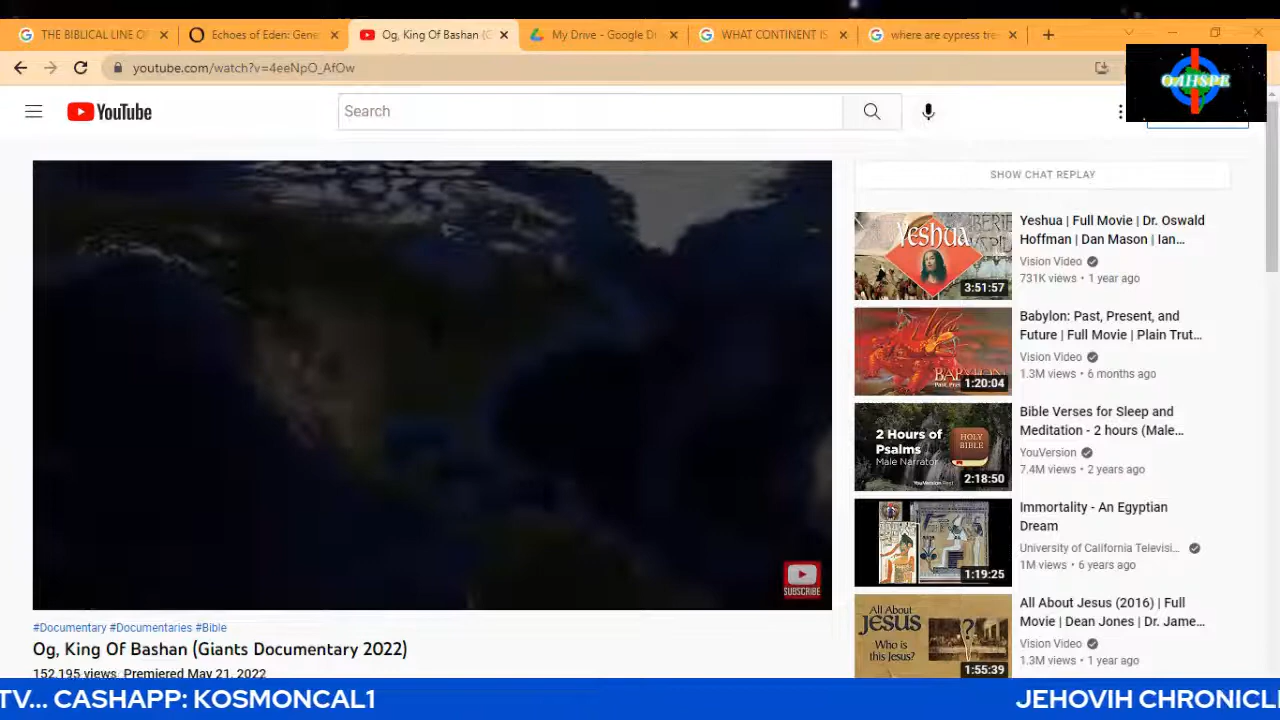 THE BIBLICAL LINE OF
Echoes of Eden: Gene
Og, King Of Bashan (G
My Drive - Google Dr
WHAT CONTINENT IS
where are cypress tre
youtube.com/watch?v=4eeNpO_AfOw
OAHSPE
YouTube
Search
SHOW CHAT REPLAY
Yeshua
3:51:57
Yeshua | Full Movie | Dr. Oswald
Hoffman | Dan Mason | Ian...
Vision Video
731K views • 1 year ago
BABYLON
Past, Present, and
1:20:04
Babylon: Past, Present, and
Future | Full Movie | Plain Trut...
Vision Video
1.3M views • 6 months ago
2 Hours of
Psalms
Male Narrator
HOLY
BIBLE
2:18:50
Bible Verses for Sleep and
Meditation - 2 hours (Male...
YouVersion
7.4M views • 2 years ago
1:19:25
Immortality - An Egyptian
Dream
University of California Televisi...
1M views • 6 years ago
All About
JESUS
Who is
this Jesus?
?
1:55:39
All About Jesus (2016) | Full
Movie | Dean Jones | Dr. Jame...
Vision Video
1.3M views • 1 year ago
SUBSCRIBE
#Documentary #Documentaries #Bible
Og, King Of Bashan (Giants Documentary 2022)
152,195 views Premiered May 21, 2022
TV... CASHAPP: KOSMONCAL1
JEHOVIH CHRONICLE